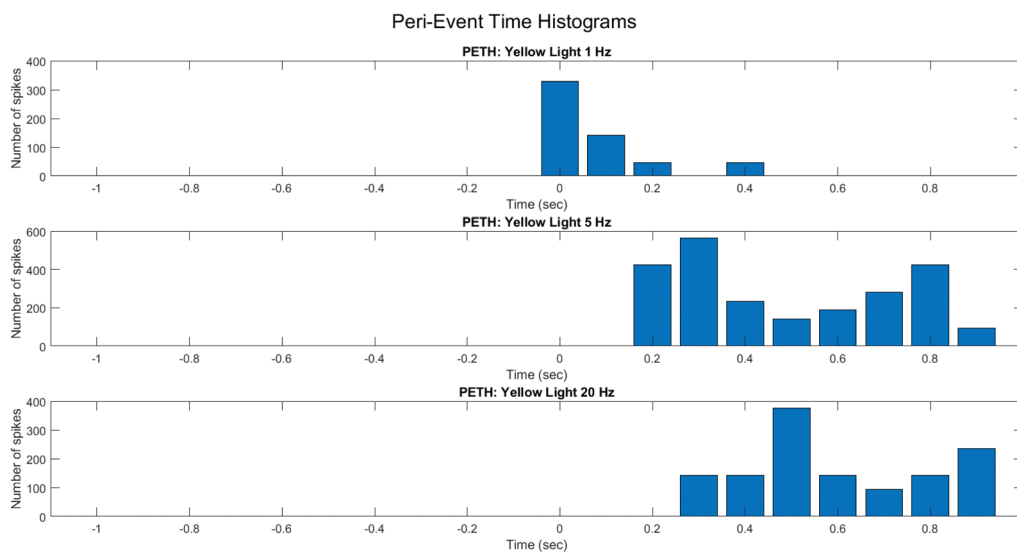 Peri-Event Time Histograms
PETH: Yellow Light 1 Hz
Number of spikes
400
300
200
100
0
-1 -0.8 -0.6 -0.4 -0.2 0 0.2 0.4 0.6 0.8
Time (sec)
PETH: Yellow Light 5 Hz
Number of spikes
600
400
200
0
-1 -0.8 -0.6 -0.4 -0.2 0 0.2 0.4 0.6 0.8
Time (sec)
PETH: Yellow Light 20 Hz
Number of spikes
400
300
200
100
0
-1 -0.8 -0.6 -0.4 -0.2 0 0.2 0.4 0.6 0.8
Time (sec)